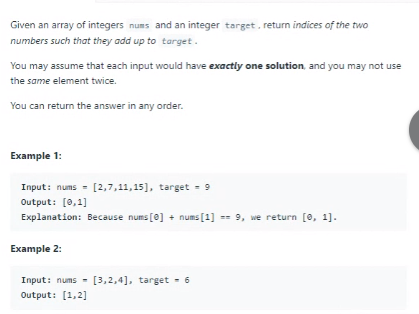 Given an array of integers nums and an integer target, return indices of the two
numbers such that they add up to target.
You may assume that each input would have exactly one solution, and you may not use
the same element twice.
You can return the answer in any order.
Example 1:
Input: nums = [2,7,11,15], target = 9
Output: [0,1]
Explanation: Because nums[0] + nums[1] == 9, we return [0, 1].
Example 2:
Input: nums = [3,2,4], target = 6
Output: [1,2]